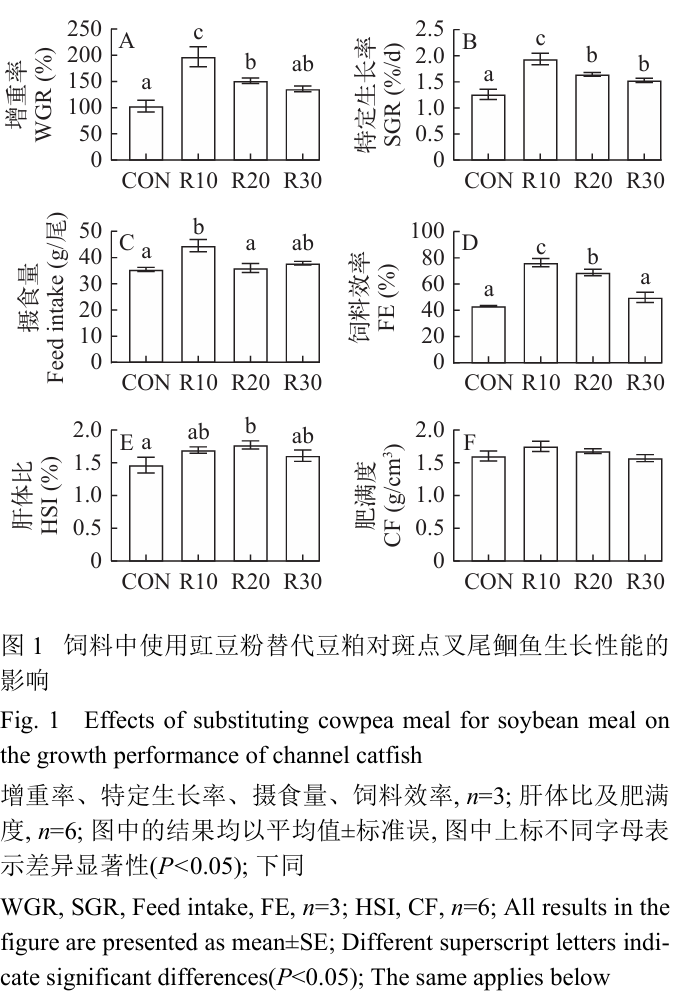 A
增重率
WGR (%)
250
200
150
100
50
0
a
c
b
ab
CON R10 R20 R30
B
特定生长率
SGR (%/d)
2.5
2.0
1.5
1.0
0.5
0
a
c
b
b
CON R10 R20 R30
C
摄食量
Feed intake (g/尾)
50
40
30
20
10
0
a
b
a
ab
CON R10 R20 R30
D
饲料效率
FE (%)
100
80
60
40
20
0
a
c
b
a
CON R10 R20 R30
E
肝体比
HSI (%)
2.0
1.5
1.0
0.5
0
a
ab
b
ab
CON R10 R20 R30
F
肥满度
CF (g/cm³)
2.0
1.5
1.0
0.5
0
CON R10 R20 R30
图 1 饲料中使用豇豆粉替代豆粕对斑点叉尾鮰鱼生长性能的
影响
Fig. 1 Effects of substituting cowpea meal for soybean meal on
the growth performance of channel catfish
增重率、特定生长率、摄食量、饲料效率, n=3; 肝体比及肥满
度, n=6; 图中的结果均以平均值±标准误, 图中上标不同字母表
示差异显著性(P<0.05); 下同
WGR, SGR, Feed intake, FE, n=3; HSI, CF, n=6; All results in the
figure are presented as mean±SE; Different superscript letters indi-
cate significant differences(P<0.05); The same applies below